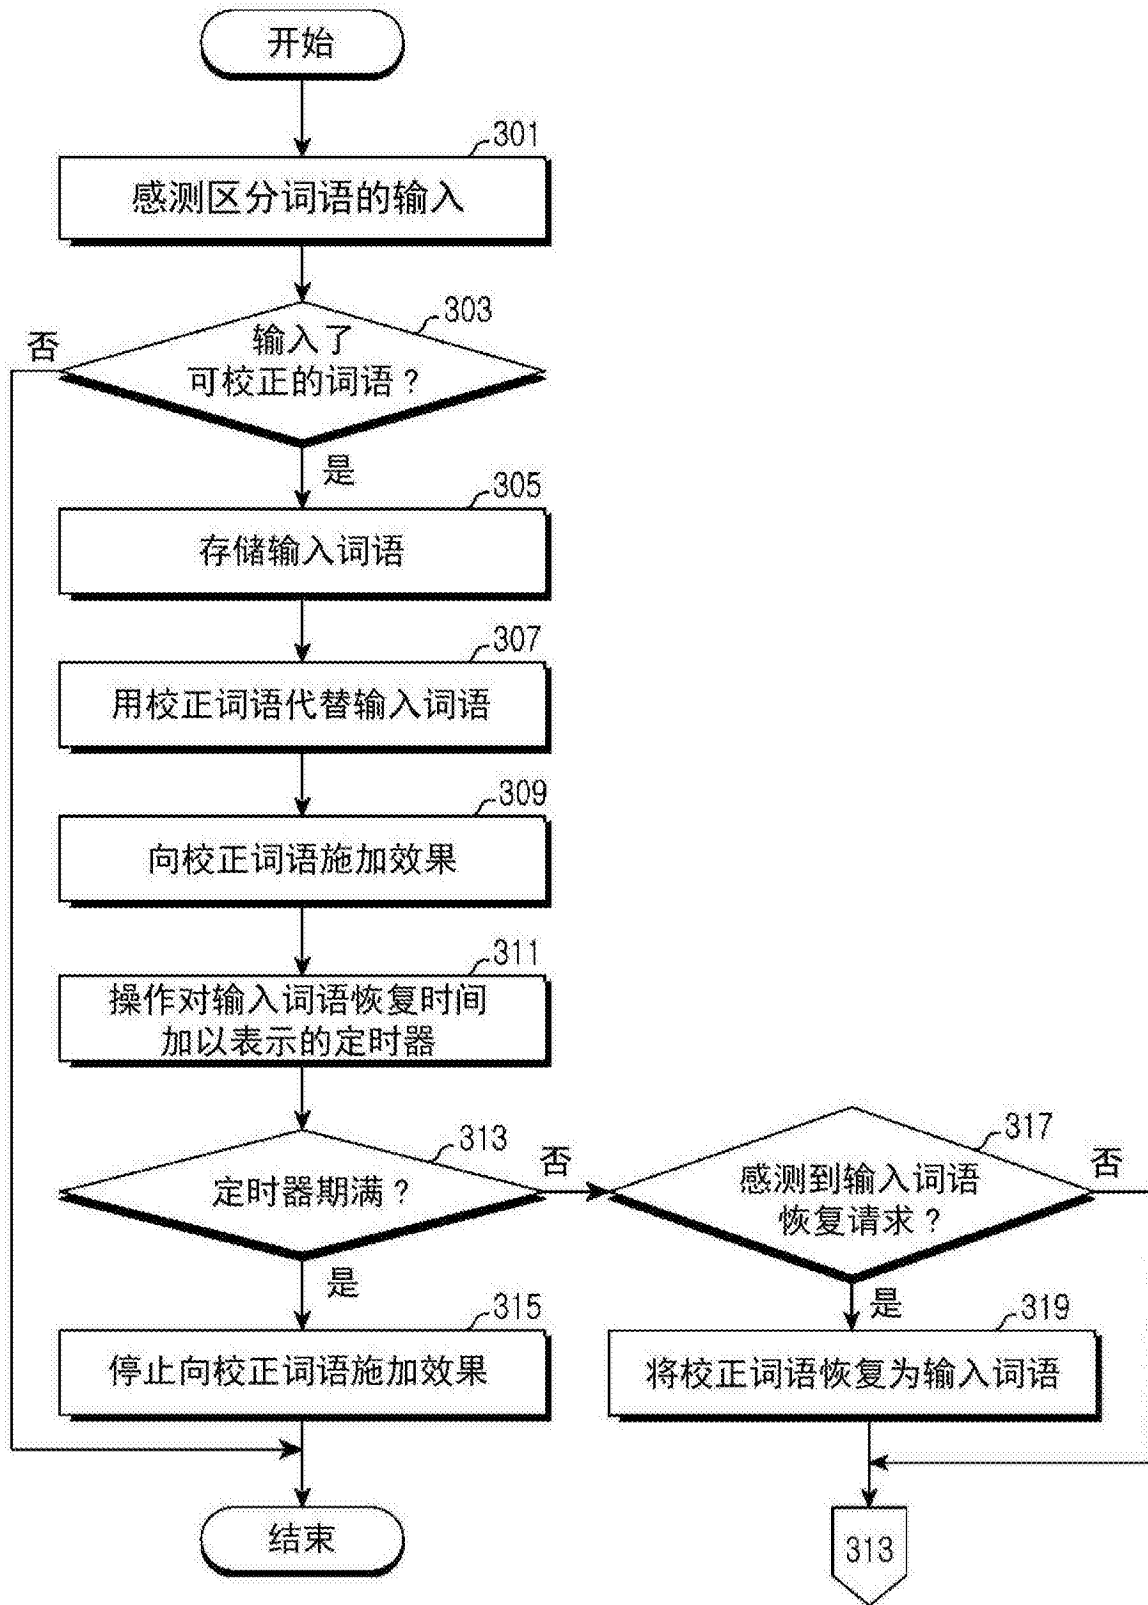 开始
301
感测区分词语的输入
303
输入了
可校正的词语？
否
是
305
存储输入词语
307
用校正词语代替输入词语
309
向校正词语施加效果
311
操作对输入词语恢复时间
加以表示的定时器
313
定时器期满？
否
是
317
感测到输入词语
恢复请求？
否
是
315
停止向校正词语施加效果
319
将校正词语恢复为输入词语
结束
313